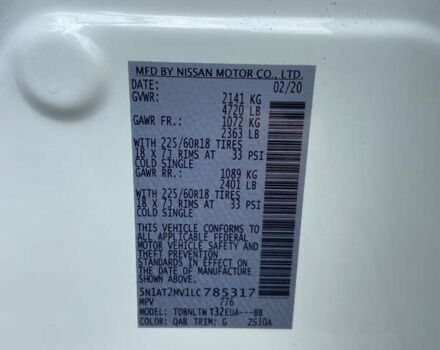 MFD BY NISSAN MOTOR CO., LTD.
DATE: 02/20
GVWR: 2141 KG
4720 LB
GAWR FR.: 1072 KG
2363 LB
WITH 225/60R18 TIRES
18 X 7J RIMS AT 33 PSI
COLD SINGLE
GAWR RR.: 1089 KG
2401 LB
WITH 225/60R18 TIRES
18 X 7J RIMS AT 33 PSI
COLD SINGLE
THIS VEHICLE CONFORMS TO
ALL APPLICABLE FEDERAL
MOTOR VEHICLE SAFETY AND
THEFT PREVENTION
STANDARDS IN EFFECT ON
THE DATE OF MANUFACTURE
SHOWN ABOVE.
5N1AT2MV1LC785317
MPV 776
MODEL: TDBNLTWT32EUA---BB
COLOR: QAB TRIM: G ZS30A